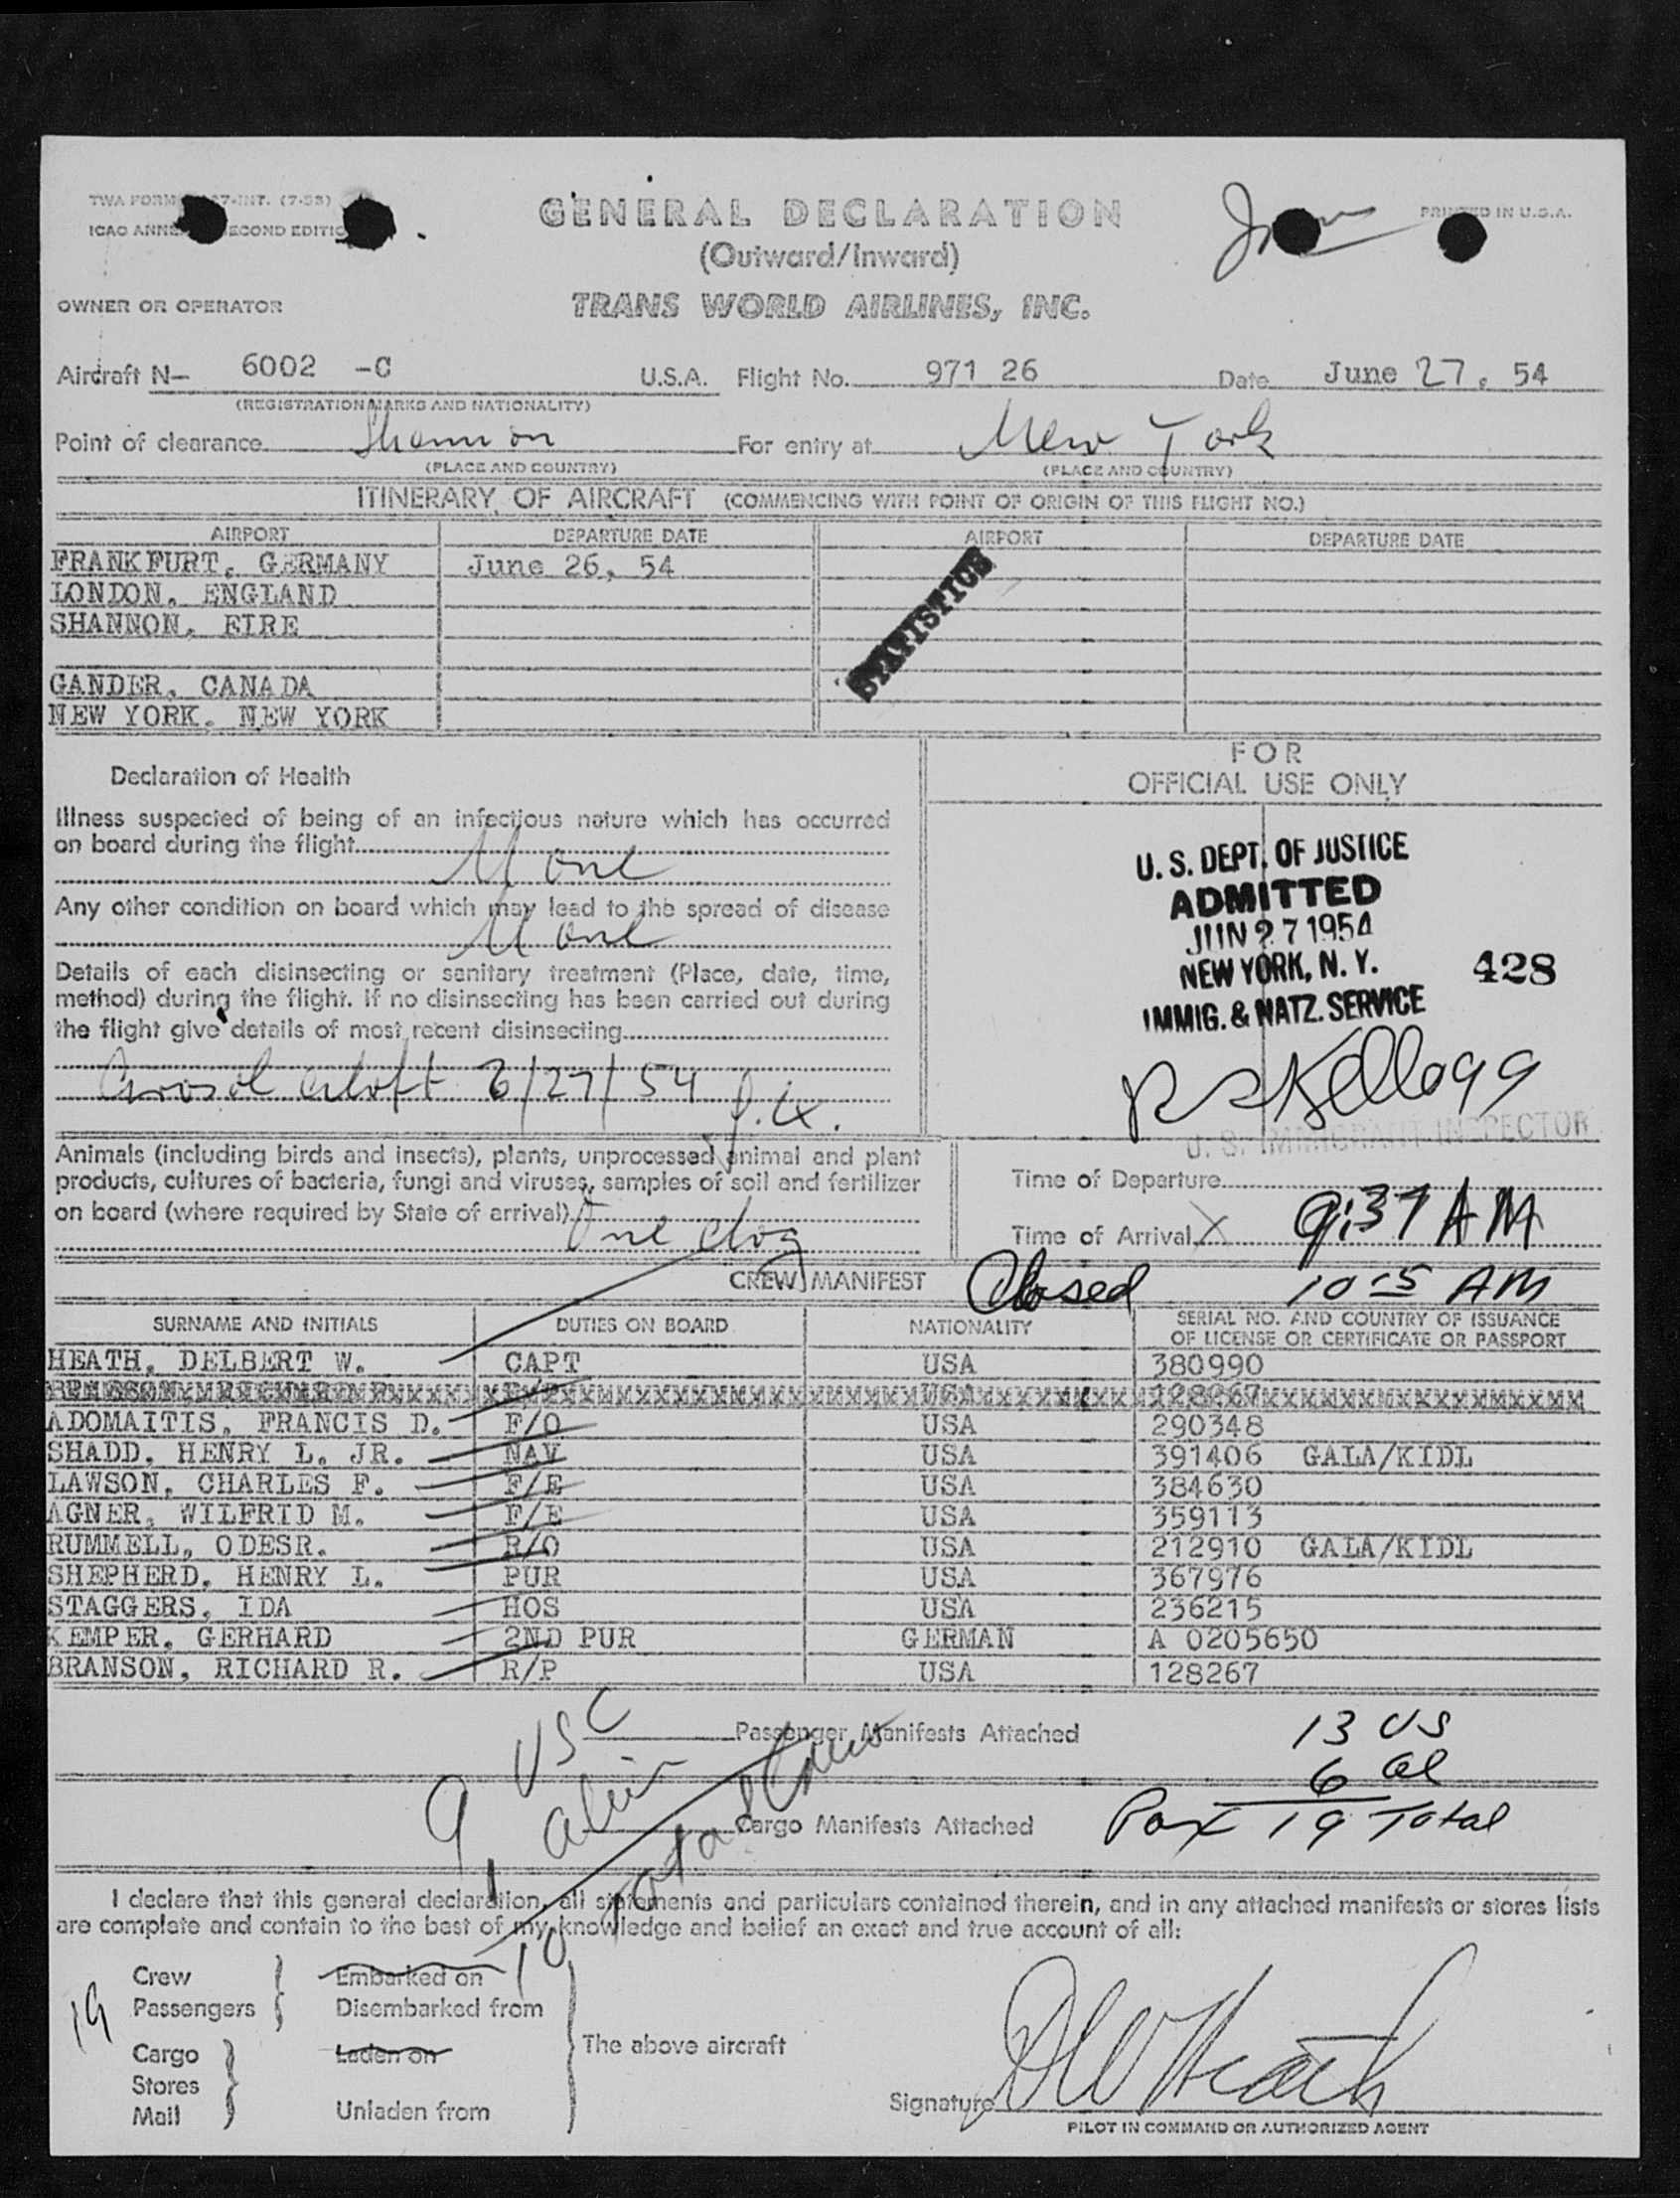 TWA FORM 7-INT. (7-53)
ICAO ECOND
GENERAL DECLARATION
(Outward/Inward)
PRINTED IN U.S.A.
OWNER OR OPERATOR
TRANS WORLD AIRLINES, INC.
Aircraft N– 6002 -C U.S.A. Flight No. 971 26 Date June 27, 54
(REGISTRATION MARKS AND NATIONALITY)
Point of clearance Shannon For entry at New York
(PLACE AND COUNTRY) (PLACE AND COUNTRY)
ITINERARY OF AIRCRAFT (COMMENCING WITH POINT OF ORIGIN OF THIS FLIGHT NO.)
AIRPORT DEPARTURE DATE AIRPORT DEPARTURE DATE
FRANKFURT, GERMANY June 26, 54
LONDON, ENGLAND
SHANNON, EIRE
STATISTICS
GANDER, CANADA
NEW YORK, NEW YORK
Declaration of Health
Illness suspected of being of an infectious nature which has occurred
on board during the flight
None
Any other condition on board which may lead to the spread of disease
None
Details of each disinsecting or sanitary treatment (Place, date, time,
method) during the flight. If no disinsecting has been carried out during
the flight give details of most recent disinsecting
Aerosol aloft 6/27/54
Animals (including birds and insects), plants, unprocessed animal and plant
products, cultures of bacteria, fungi and viruses, samples of soil and fertilizer
on board (where required by State of arrival)
One dog
FOR
OFFICIAL USE ONLY
U. S. DEPT. OF JUSTICE
ADMITTED
JUN 27 1954
NEW YORK, N. Y. 428
IMMIG. & NATZ. SERVICE
R S Kellogg
U. S. IMMIGRANT INSPECTOR
Time of Departure
Time of Arrival X 9:37 AM
CREW MANIFEST Closed 10 15 AM
SURNAME AND INITIALS DUTIES ON BOARD NATIONALITY SERIAL NO. AND COUNTRY OF ISSUANCE
OF LICENSE OR CERTIFICATE OR PASSPORT
HEATH, DELBERT W. CAPT USA 380990
ADOMAITIS, FRANCIS D. F/O USA 290348
SHADD, HENRY L. JR. NAV USA 391406 GALA/KIDL
LAWSON, CHARLES F. F/E USA 384630
AGNER, WILFRID M. F/E USA 359113
RUMMELL, ODESR. R/O USA 212910 GALA/KIDL
SHEPHERD, HENRY L. PUR USA 367976
STAGGERS, IDA HOS USA 236215
KEMPER, GERHARD 2ND PUR GERMAN A 0205650
BRANSON, RICHARD R. R/P USA 128267
Passenger Manifests Attached
13 US
6 al
Cargo Manifests Attached
Pax 19 Total
9 USC
1 alien
10 total Crew
I declare that this general declaration, all statements and particulars contained therein, and in any attached manifests or stores lists
are complete and contain to the best of my knowledge and belief an exact and true account of all:
Crew Embarked on
19 Passengers Disembarked from
The above aircraft
Cargo Laden on
Stores
Mail Unladen from
Signature D W Heath
PILOT IN COMMAND OR AUTHORIZED AGENT